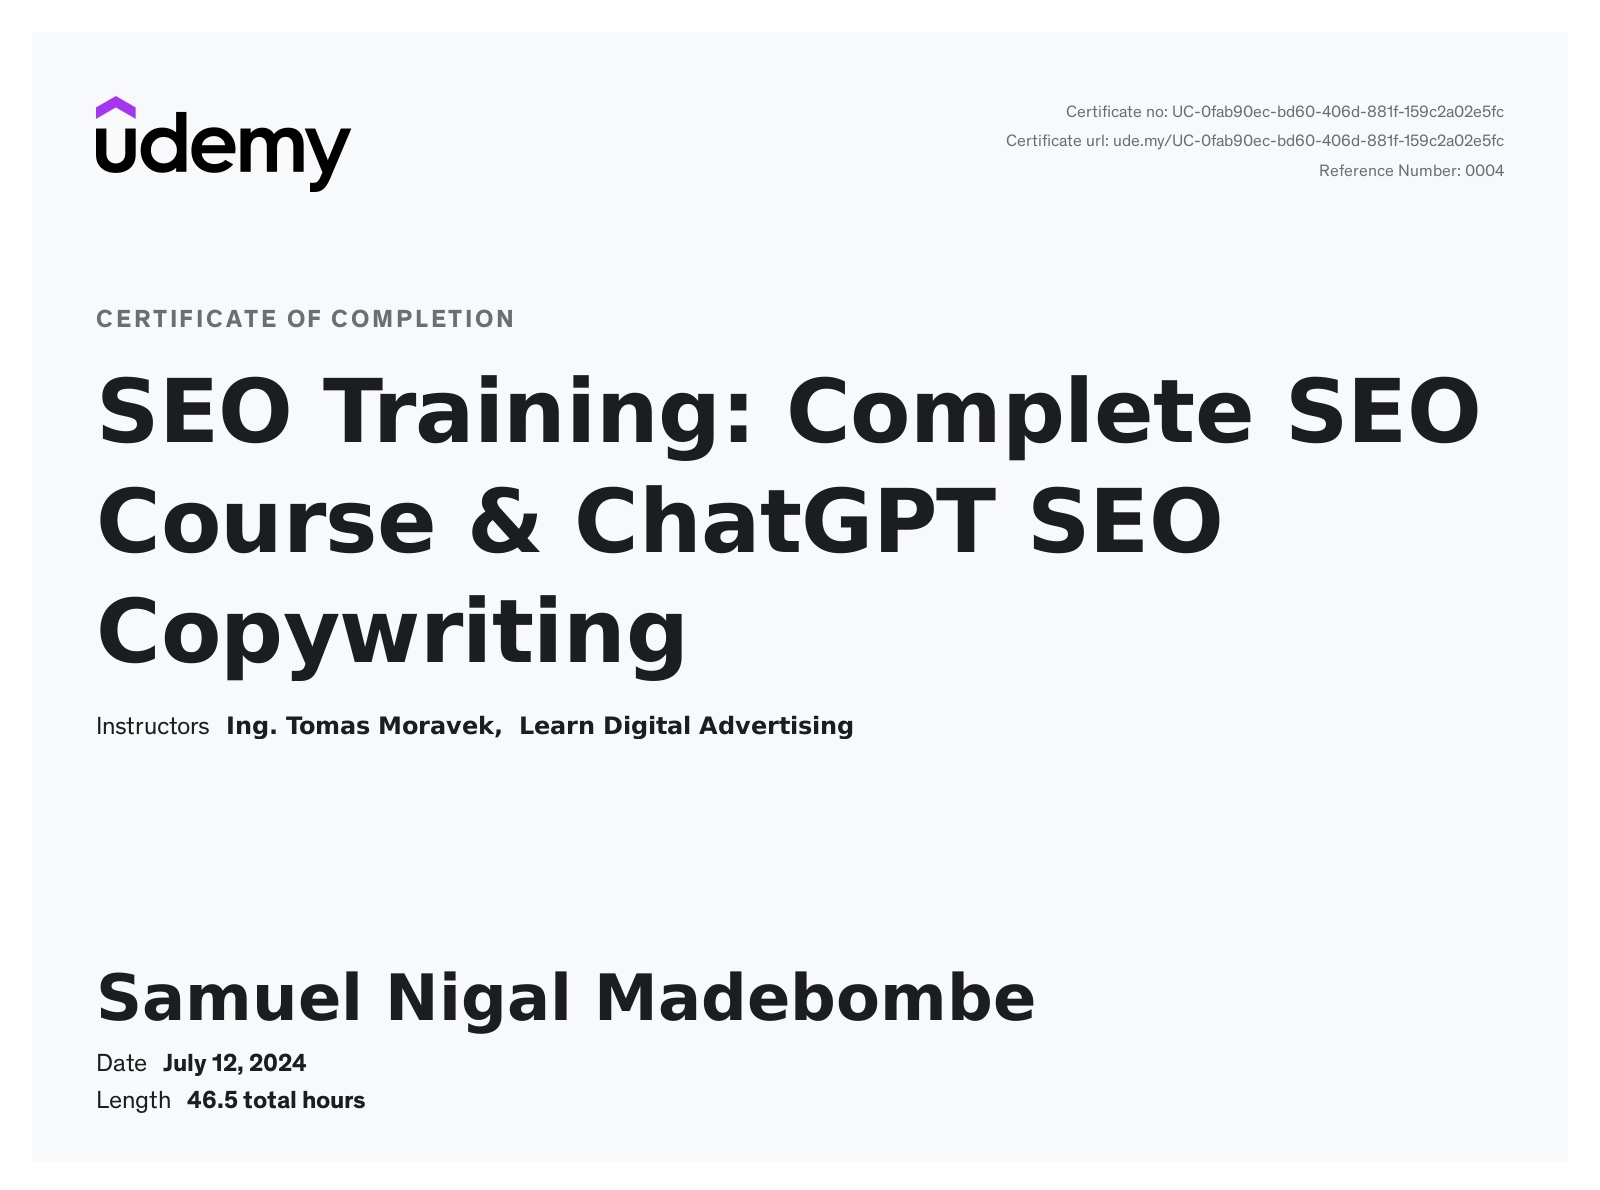 udemy
Certificate no: UC-0fab90ec-bd60-406d-881f-159c2a02e5fc
Certificate url: ude.my/UC-0fab90ec-bd60-406d-881f-159c2a02e5fc
Reference Number: 0004
CERTIFICATE OF COMPLETION
SEO Training: Complete SEO
Course & ChatGPT SEO
Copywriting
Instructors Ing. Tomas Moravek, Learn Digital Advertising
Samuel Nigal Madebombe
Date July 12, 2024
Length 46.5 total hours